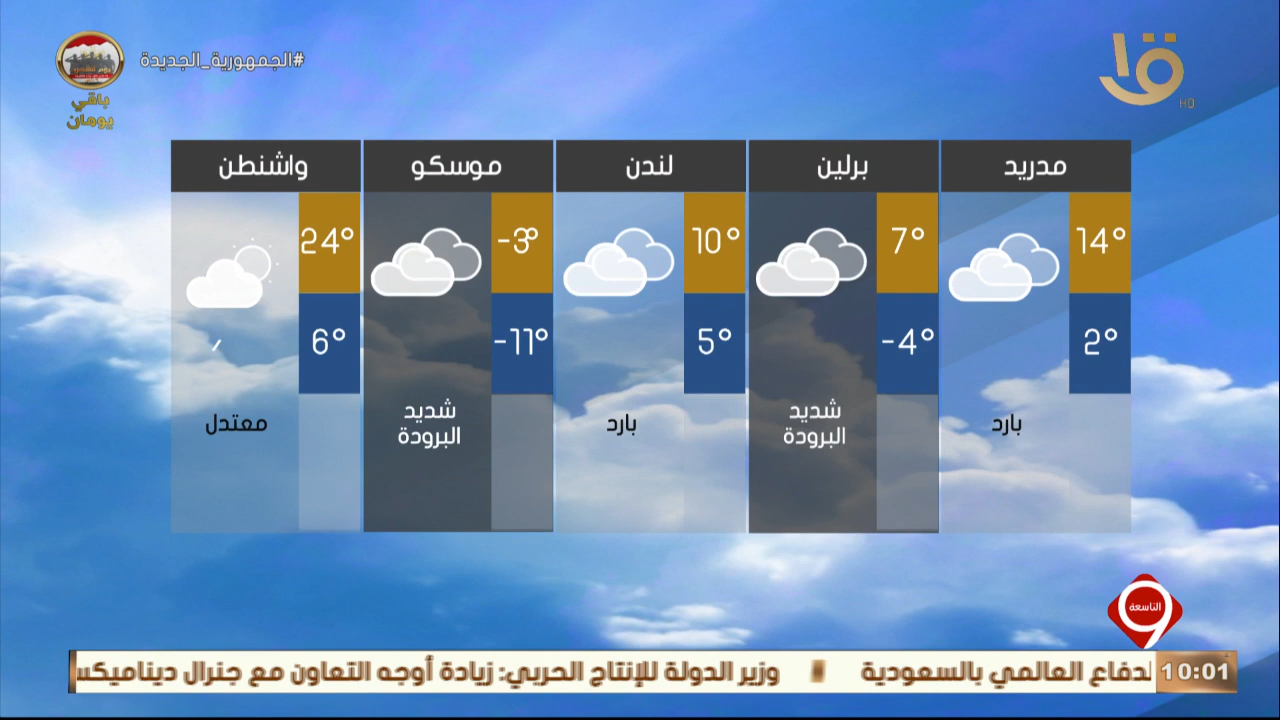 #الجمهورية_الجديدة
باقي
يومان
HD
مدريد
14°
2°
بارد
برلين
7°
-4°
شديد
البرودة
لندن
10°
5°
بارد
موسكو
-3°
-11°
شديد
البرودة
واشنطن
24°
6°
معتدل
التاسعة
10:01
لدفاع العالمي بالسعودية
وزير الدولة للإنتاج الحربي: زيادة أوجه التعاون مع جنرال ديناميكس